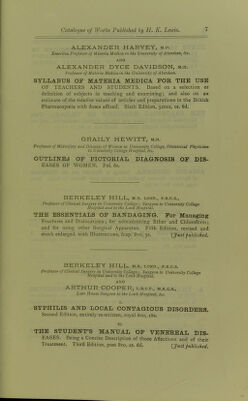 Catalogue of Works Published by H. K. Lewis. 7
ALEXANDER HARVEY, M.D.
Emeritus Professor of Materia Medica in the University of Aberdeen, &c.
AND
ALEXANDER DYCE DAVIDSON, M.D.
Professor of Materia Medica in the University of Aberdeen.
SYLLABUS OF MATERIA MEDICA FOR THE USE
OF TEACHERS AND STUDENTS. Based on a selection or
definition of subjects in teaching and examining; and also on an
estimate of the relative values of articles and preparations in the British
Pharmacopœia with doses affixed. Sixth Edition, 32mo, 1s. 6d.
GRAILY HEWITT, M.D.
Professor of Midwifery and Diseases of Women in University College, Obstetrical Physician
to University College Hospital, &c.
OUTLINES OF PICTORIAL DIAGNOSIS OF DIS-
EASES OF WOMEN. Fol. 6s.
BERKELEY HILL, M.B. LOND., F.R.C.S.,
Professor of Clinical Surgery in University College; Surgeon to University College
Hospital and to the Lock Hospital.
THE ESSENTIALS OF BANDAGING. For Managing
Fractures and Dislocations; for administering Ether and Chloroform;
and for using other Surgical Apparatus. Fifth Edition, revised and
much enlarged, with Illustrations, fcap. 8vo, 5s. [Just published.
BERKELEY HILL, M.B. LOND., F.R.C.S.
Professor of Clinical Surgery in University College; Surgeon to University College
Hospital and to the Lock Hospital.
AND
ARTHUR COOPER, L.R.C.P., M.R.C.S.,
Late House Surgeon to the Lock Hospital, &c.
SYPHILIS AND LOCAL CONTAGIOUS DISORDERS.
Second Edition, entirely re-written, royal 8vo, 18s.
THE STUDENT'S MANUAL OF VENEREAL DIS-
EASES. Being a Concise Description of those Affections and of their
Treatment. Third Edition, post 8vo, 2s. 6d. [Just published.